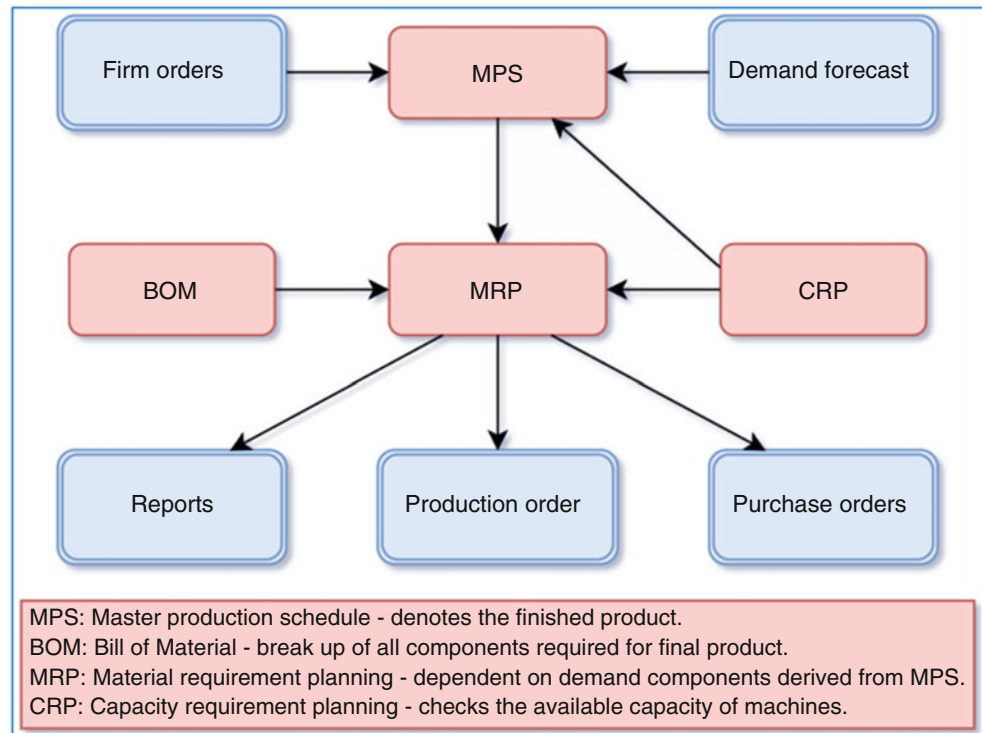 Firm orders
MPS
Demand forecast
BOM
MRP
CRP
Reports
Production order
Purchase orders
MPS: Master production schedule - denotes the finished product.
BOM: Bill of Material - break up of all components required for final product.
MRP: Material requirement planning - dependent on demand components derived from MPS.
CRP: Capacity requirement planning - checks the available capacity of machines.